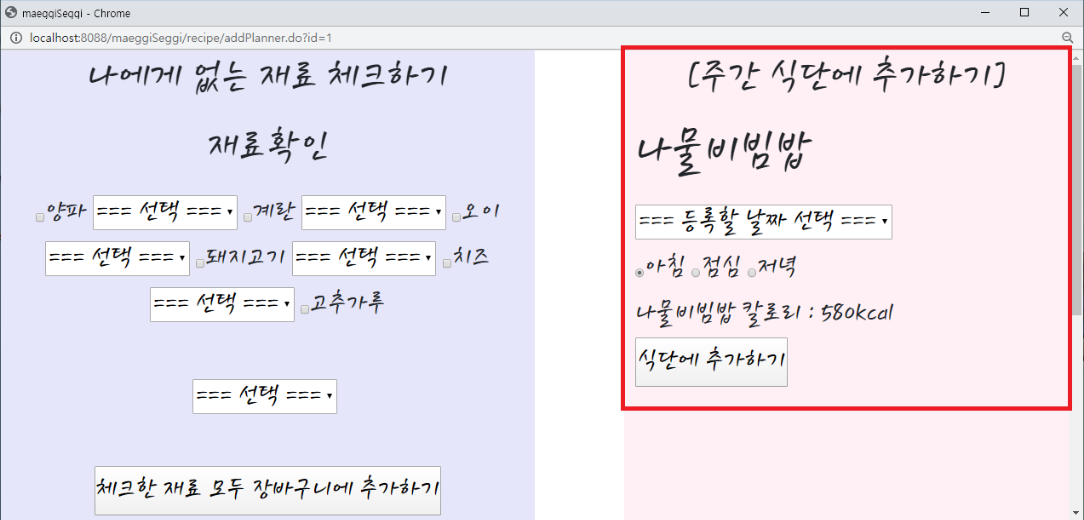 maeggiSeggi - Chrome
localhost:8088/maeggiSeggi/recipe/addPlanner.do?id=1
나에게 없는 재료 체크하기
재료확인
양파 === 선택 === 계란 === 선택 === 오이
=== 선택 === 돼지고기 === 선택 === 치즈
=== 선택 === 고추가루
=== 선택 ===
체크한 재료 모두 장바구니에 추가하기
[주간 식단에 추가하기]
나물비빔밥
=== 등록할 날짜 선택 ===
아침 점심 저녁
나물비빔밥 칼로리 : 580kcal
식단에 추가하기